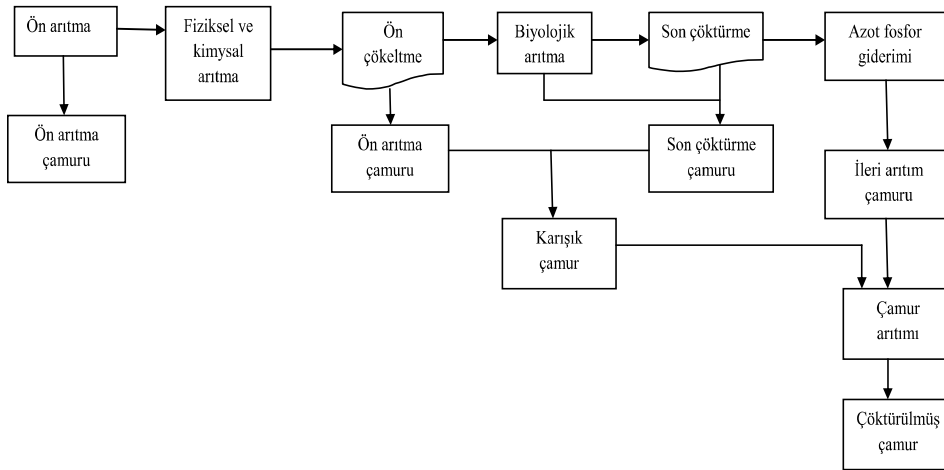 Ön arıtma
Fiziksel ve
kimysal
arıtma
Ön
çökeltme
Biyolojik
arıtma
Son çöktürme
Azot fosfor
giderimi
Ön arıtma
çamuru
Ön arıtma
çamuru
Son çöktürme
çamuru
İleri arıtım
çamuru
Karışık
çamur
Çamur
arıtımı
Çöktürülmüş
çamur